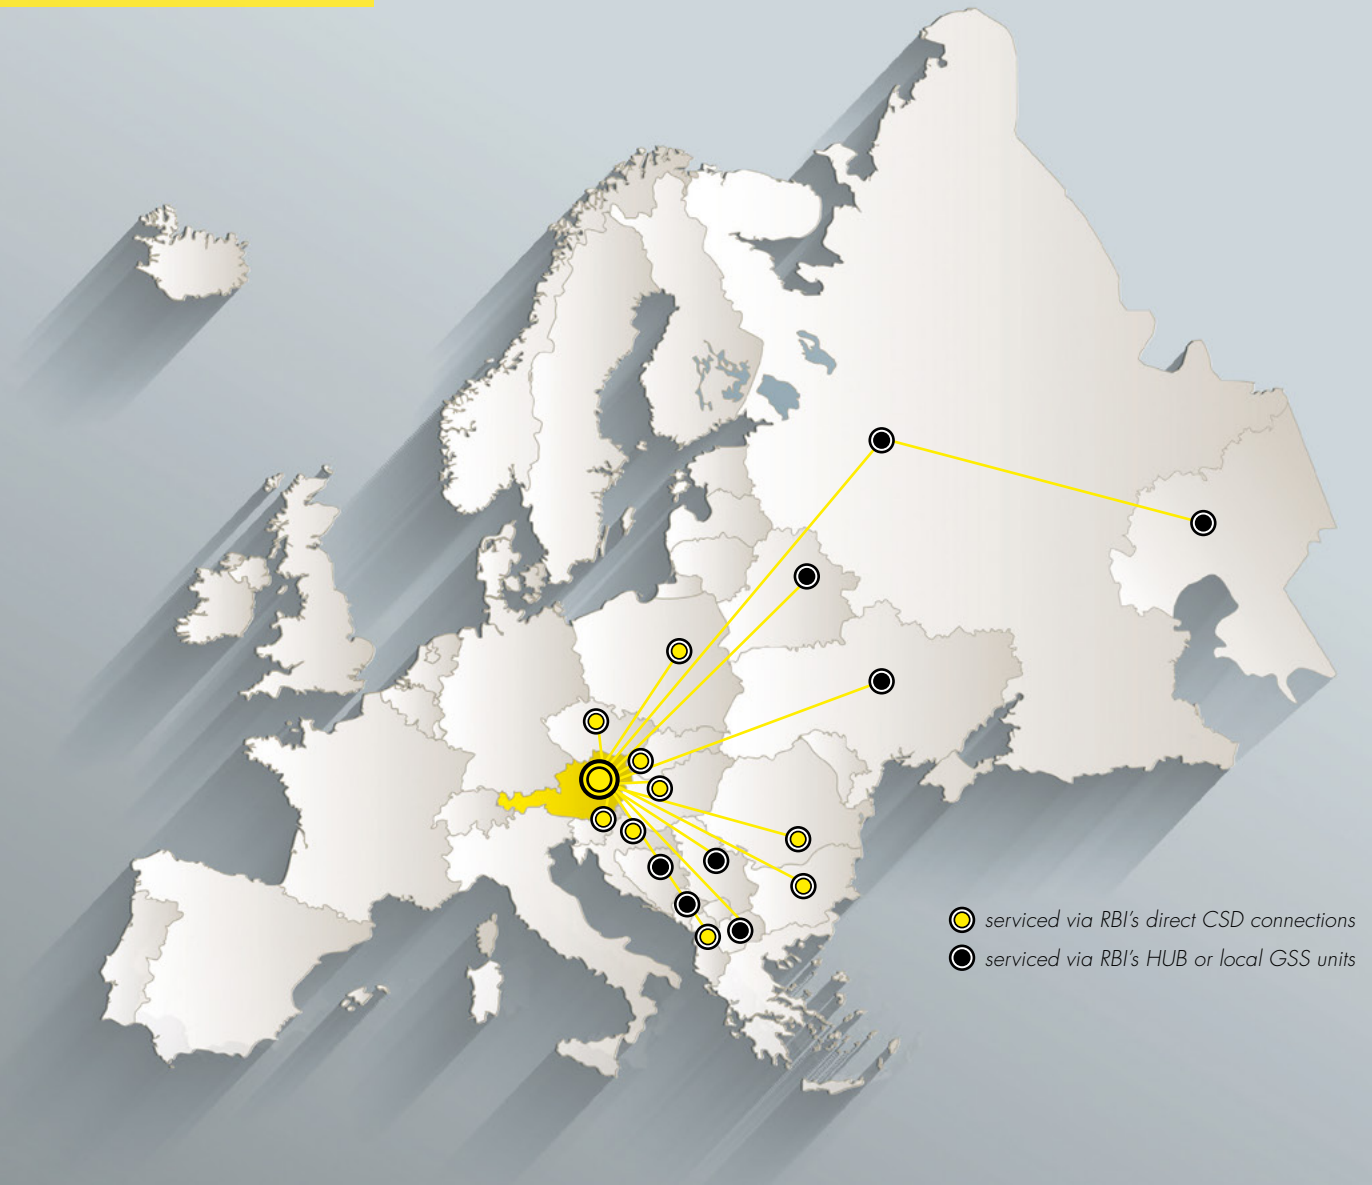 serviced via RBI's direct CSD connections
serviced via RBI's HUB or local GSS units